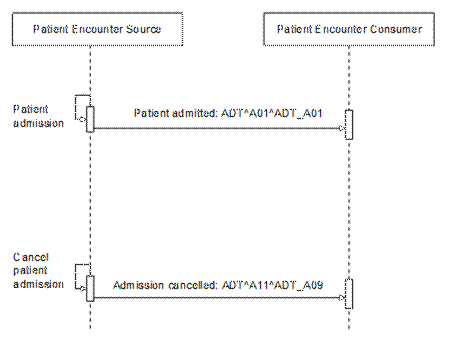 Patient Encounter Source
Patient Encounter Consumer
Patient
admission
Patient admitted: ADT^A01^ADT_A01
Cancel
patient
admission
Admission cancelled: ADT^A11^ADT_A09